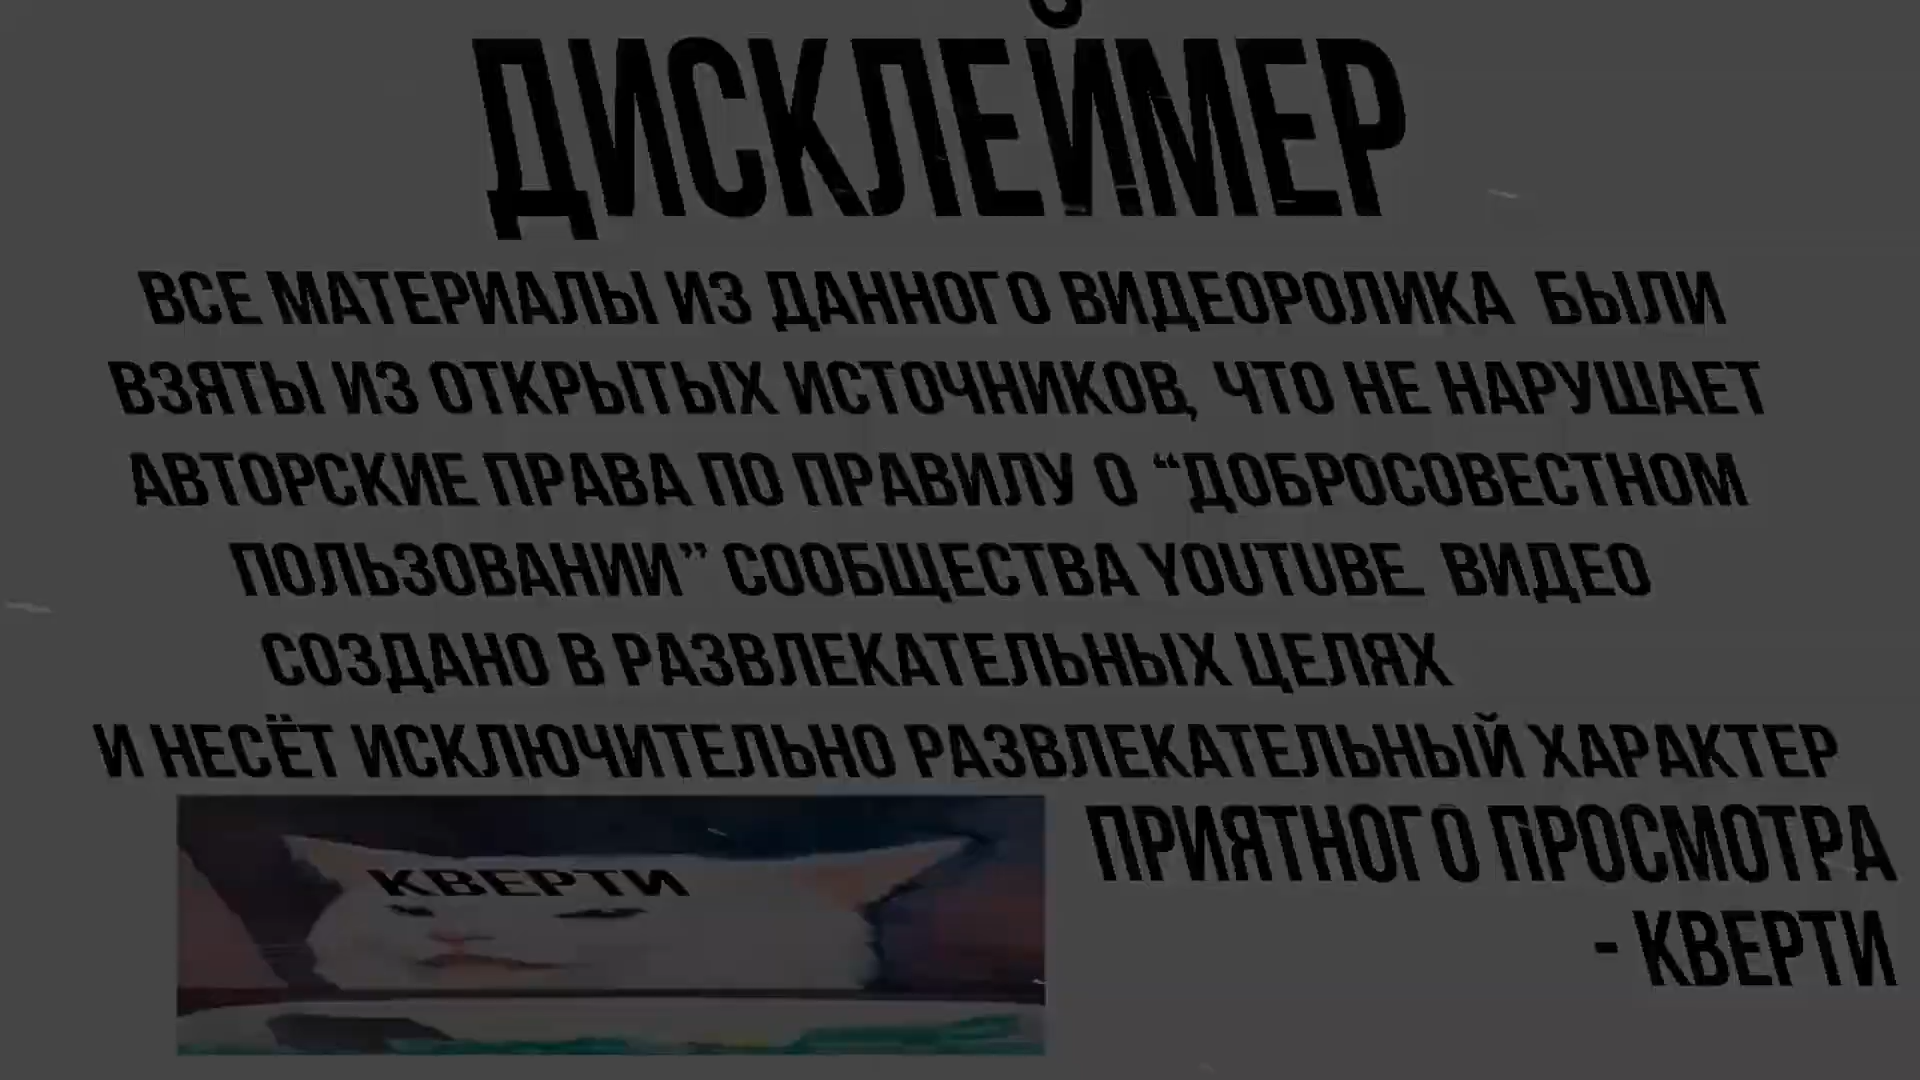 ДИСКЛЕЙМЕР
ВСЕ МАТЕРИАЛЫ ИЗ ДАННОГО ВИДЕОРОЛИКА БЫЛИ
ВЗЯТЫ ИЗ ОТКРЫТЫХ ИСТОЧНИКОВ, ЧТО НЕ НАРУШАЕТ
АВТОРСКИЕ ПРАВА ПО ПРАВИЛУ О “ДОБРОСОВЕСТНОМ
ПОЛЬЗОВАНИИ” СООБЩЕСТВА YOUTUBE. ВИДЕО
СОЗДАНО В РАЗВЛЕКАТЕЛЬНЫХ ЦЕЛЯХ
И НЕСЁТ ИСКЛЮЧИТЕЛЬНО РАЗВЛЕКАТЕЛЬНЫЙ ХАРАКТЕР
ПРИЯТНОГО ПРОСМОТРА
- КВЕРТИ
КВЕРТИ